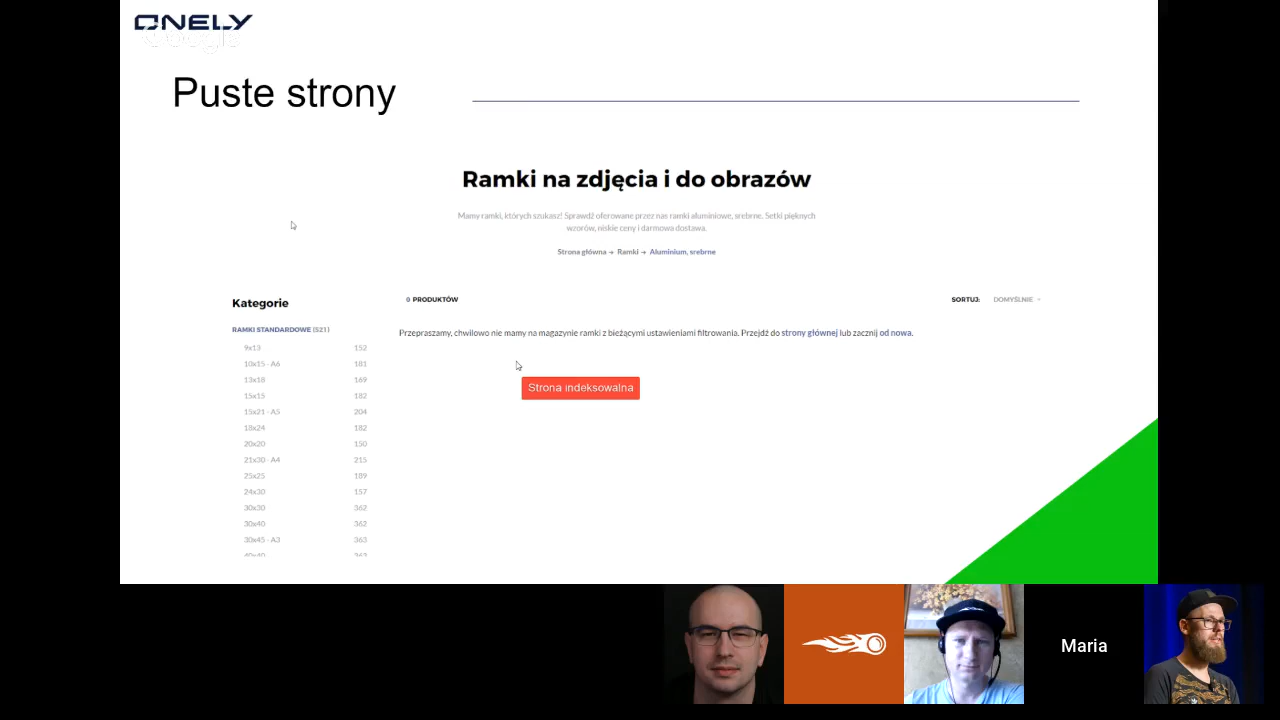 ONELY
Google
Puste strony
Ramki na zdjęcia i do obrazów
Mamy ramki, których szukasz! Sprawdź oferowane przez nas ramki aluminiowe, srebrne. Setki pięknych
wzorów, niskie ceny i darmowa dostawa.
Strona główna → Ramki → Aluminium, srebrne
Kategorie
0 PRODUKTÓW
SORTUJ: DOMYŚLNIE
RAMKI STANDARDOWE (521)
Przepraszamy, chwilowo nie mamy na magazynie ramki z bieżącymi ustawieniami filtrowania. Przejdź do strony głównej lub zacznij od nowa.
9x13 152
10x15 - A6 181
13x18 169
Strona indeksowalna
15x15 182
15x21 - A5 204
18x24 182
20x20 150
21x30 - A4 215
25x25 189
24x30 157
30x30 362
30x40 362
30x45 - A3 363
40x40 363
Maria